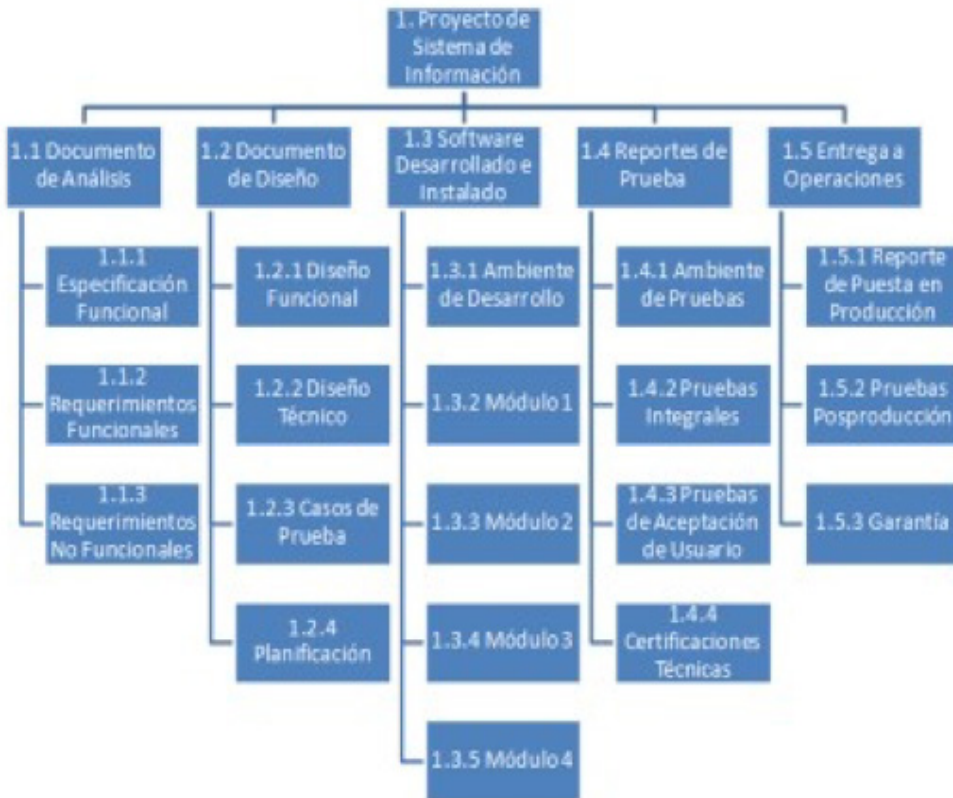 1. Proyecto de
Sistema de
Información
1.1 Documento
de Análisis
1.1.1
Especificación
Funcional
1.1.2
Requerimientos
Funcionales
1.1.3
Requerimientos
No Funcionales
1.2 Documento
de Diseño
1.2.1 Diseño
Funcional
1.2.2 Diseño
Técnico
1.2.3 Casos de
Prueba
1.2.4
Planificación
1.3 Software
Desarrollado e
Instalado
1.3.1 Ambiente
de Desarrollo
1.3.2 Módulo 1
1.3.3 Módulo 2
1.3.4 Módulo 3
1.3.5 Módulo 4
1.4 Reportes de
Prueba
1.4.1 Ambiente
de Pruebas
1.4.2 Pruebas
Integrales
1.4.3 Pruebas
de Aceptación
de Usuario
1.4.4
Certificaciones
Técnicas
1.5 Entrega a
Operaciones
1.5.1 Reporte
de Puesta en
Producción
1.5.2 Pruebas
Posproducción
1.5.3 Garantía